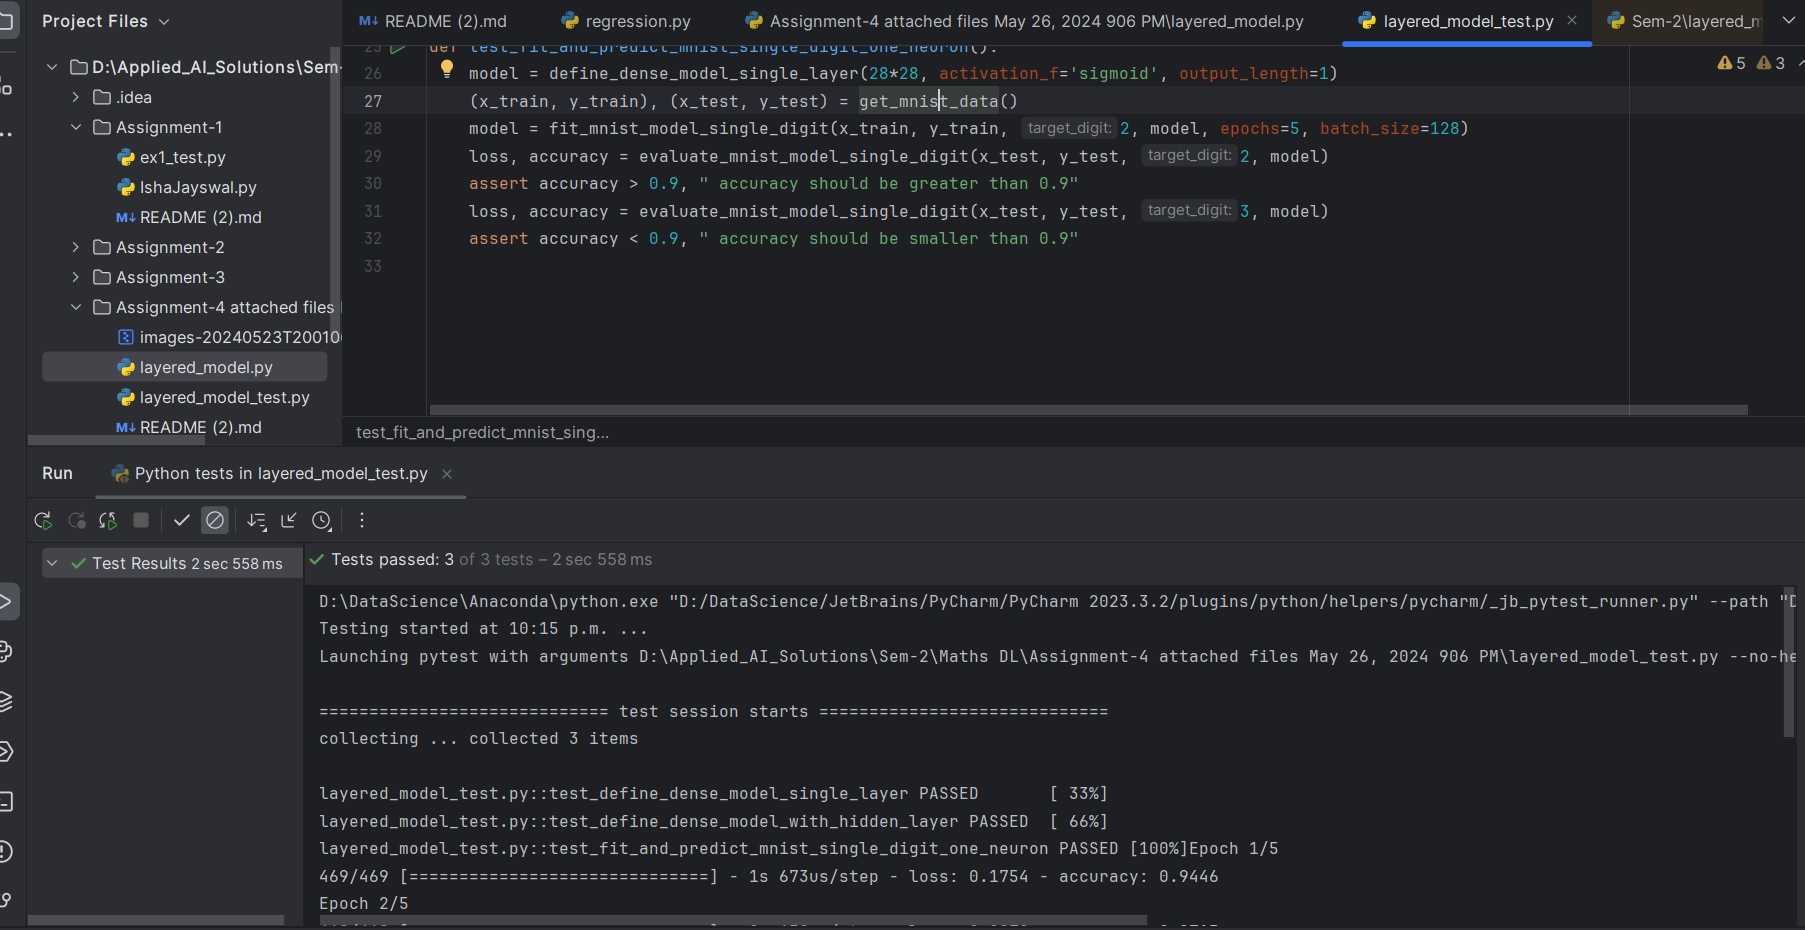 Project Files
README (2).md
regression.py
Assignment-4 attached files May 26, 2024 906 PM\layered_model.py
layered_model_test.py
Sem-2\layered_m
D:\Applied_AI_Solutions\Sem-
.idea
Assignment-1
ex1_test.py
IshaJayswal.py
README (2).md
Assignment-2
Assignment-3
Assignment-4 attached files
images-20240523T20010
layered_model.py
layered_model_test.py
README (2).md
5 3
25 def test_fit_and_predict_mnist_single_digit_one_neuron():
26 model = define_dense_model_single_layer(28*28, activation_f='sigmoid', output_length=1)
27 (x_train, y_train), (x_test, y_test) = get_mnist_data()
28 model = fit_mnist_model_single_digit(x_train, y_train, target_digit: 2, model, epochs=5, batch_size=128)
29 loss, accuracy = evaluate_mnist_model_single_digit(x_test, y_test, target_digit: 2, model)
30 assert accuracy > 0.9, " accuracy should be greater than 0.9"
31 loss, accuracy = evaluate_mnist_model_single_digit(x_test, y_test, target_digit: 3, model)
32 assert accuracy < 0.9, " accuracy should be smaller than 0.9"
33
test_fit_and_predict_mnist_sing...
Run
Python tests in layered_model_test.py
Test Results 2 sec 558 ms
Tests passed: 3 of 3 tests – 2 sec 558 ms
D:\DataScience\Anaconda\python.exe "D:/DataScience/JetBrains/PyCharm/PyCharm 2023.3.2/plugins/python/helpers/pycharm/_jb_pytest_runner.py" --path "D
Testing started at 10:15 p.m. ...
Launching pytest with arguments D:\Applied_AI_Solutions\Sem-2\Maths DL\Assignment-4 attached files May 26, 2024 906 PM\layered_model_test.py --no-he
============================= test session starts =============================
collecting ... collected 3 items
layered_model_test.py::test_define_dense_model_single_layer PASSED [ 33%]
layered_model_test.py::test_define_dense_model_with_hidden_layer PASSED [ 66%]
layered_model_test.py::test_fit_and_predict_mnist_single_digit_one_neuron PASSED [100%]Epoch 1/5
469/469 [==============================] - 1s 673us/step - loss: 0.1754 - accuracy: 0.9446
Epoch 2/5